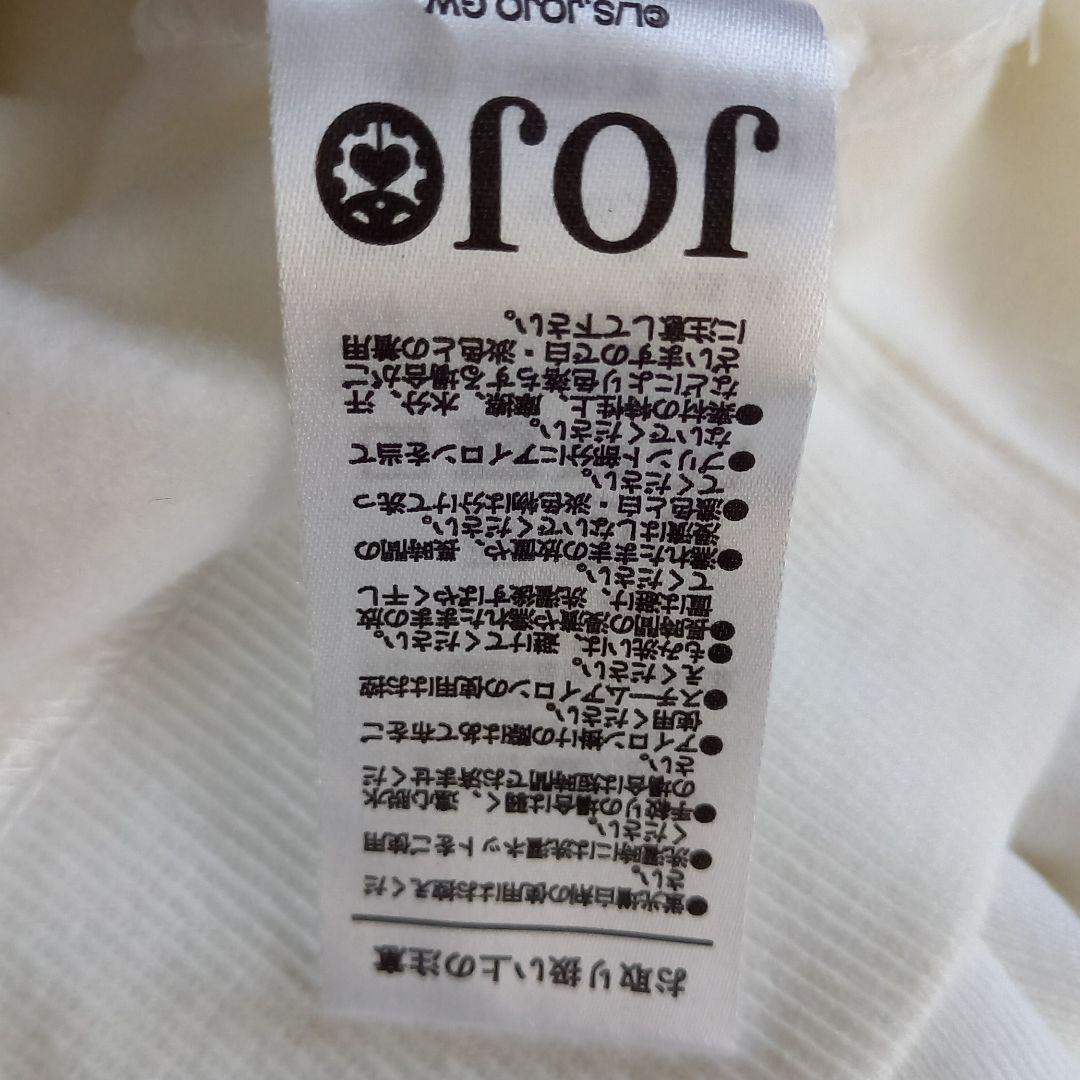 お取り扱い上の注意
●蛍光増白剤の使用はお控えくだ
さい。
●洗濯時には洗濯ネットをご使用
ください。
●手絞りの場合は弱く、遠心脱水
の場合は短時間でお済ませくだ
さい。
●アイロン掛けの際はあて布をご
使用ください。
●スチームアイロンの使用はお控
えください。
●もみ洗いは、避けてください。
●長時間の浸漬や濡れたままの放
置は避け、洗濯後すばやく干し
てください。
●濡れたままの放置や、長時間の
浸漬はしないでください。
●濃色と白・淡色物は分けて洗っ
てください。
●プリント部分にアイロンを当て
ないでください。
●素材の特性上、摩擦、水分、汗
などにより色落ちする場合がご
ざいますので白・淡色との着用
に注意して下さい。
JOJO
©L/S.JOJO GW